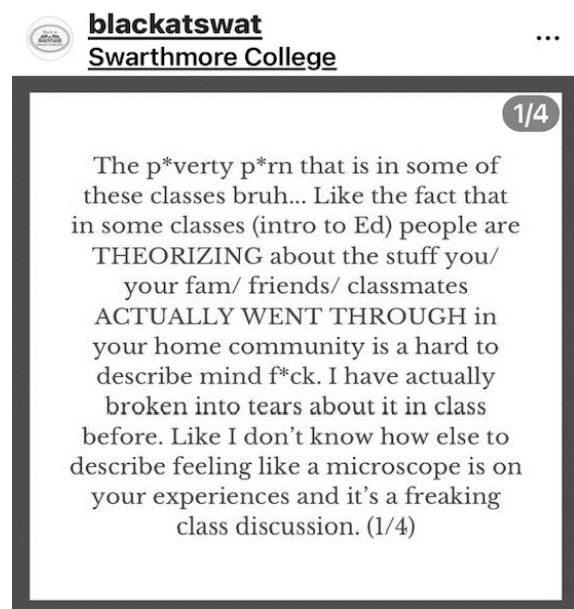 blackatswat
Swarthmore College
1/4
The p*verty p*rn that is in some of
these classes bruh... Like the fact that
in some classes (intro to Ed) people are
THEORIZING about the stuff you/
your fam/ friends/ classmates
ACTUALLY WENT THROUGH in
your home community is a hard to
describe mind f*ck. I have actually
broken into tears about it in class
before. Like I don’t know how else to
describe feeling like a microscope is on
your experiences and it’s a freaking
class discussion. (1/4)